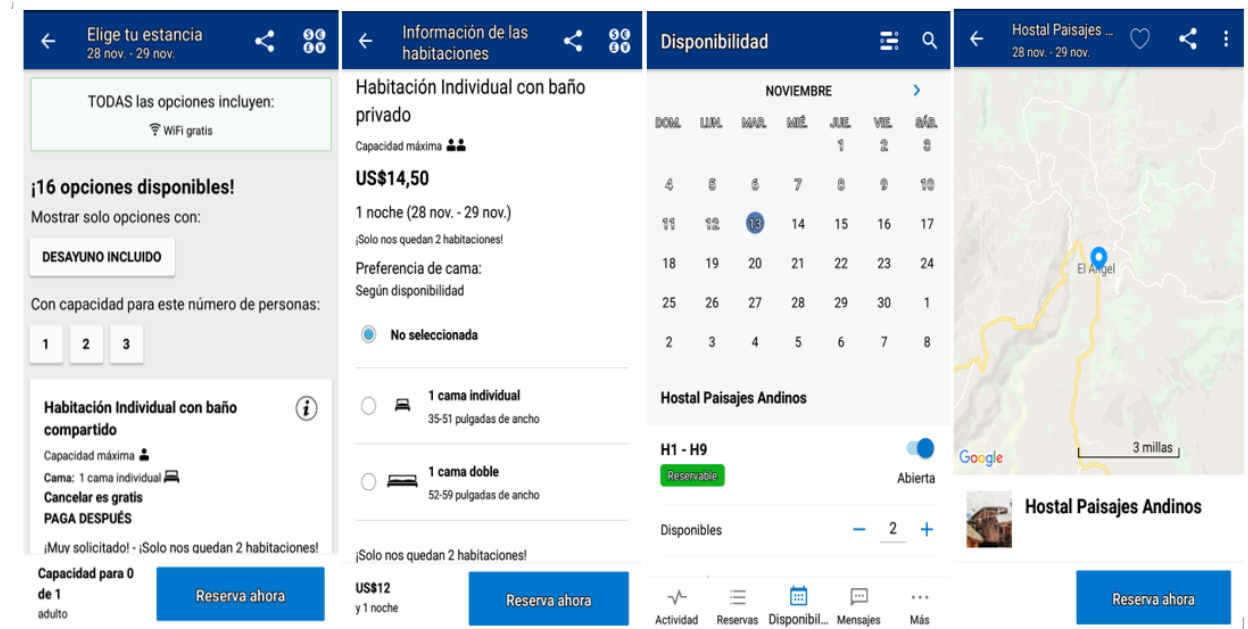 Elige tu estancia
28 nov. - 29 nov.
TODAS las opciones incluyen:
WiFi gratis
¡16 opciones disponibles!
Mostrar solo opciones con:
DESAYUNO INCLUIDO
Con capacidad para este número de personas:
1 2 3
Habitación Individual con baño
compartido
Capacidad máxima
Cama: 1 cama individual
Cancelar es gratis
PAGA DESPUÉS
¡Muy solicitado! - ¡Solo nos quedan 2 habitaciones!
Capacidad para 0
de 1
adulto
Reserva ahora
Información de las
habitaciones
Habitación Individual con baño
privado
Capacidad máxima
US$14,50
1 noche (28 nov. - 29 nov.)
¡Solo nos quedan 2 habitaciones!
Preferencia de cama:
Según disponibilidad
No seleccionada
1 cama individual
35-51 pulgadas de ancho
1 cama doble
52-59 pulgadas de ancho
¡Solo nos quedan 2 habitaciones!
US$12
y 1 noche
Reserva ahora
Disponibilidad
NOVIEMBRE
DOM. LUN. MAR. MIÉ. JUE. VIE. SÁB.
1 2 3
4 5 6 7 8 9 10
11 12 13 14 15 16 17
18 19 20 21 22 23 24
25 26 27 28 29 30 1
2 3 4 5 6 7 8
Hostal Paisajes Andinos
H1 - H9
Reservable
Abierta
Disponibles
2
Actividad Reservas Disponibil... Mensajes Más
Hostal Paisajes ...
28 nov. - 29 nov.
El Angel
3 millas
Google
Hostal Paisajes Andinos
Reserva ahora